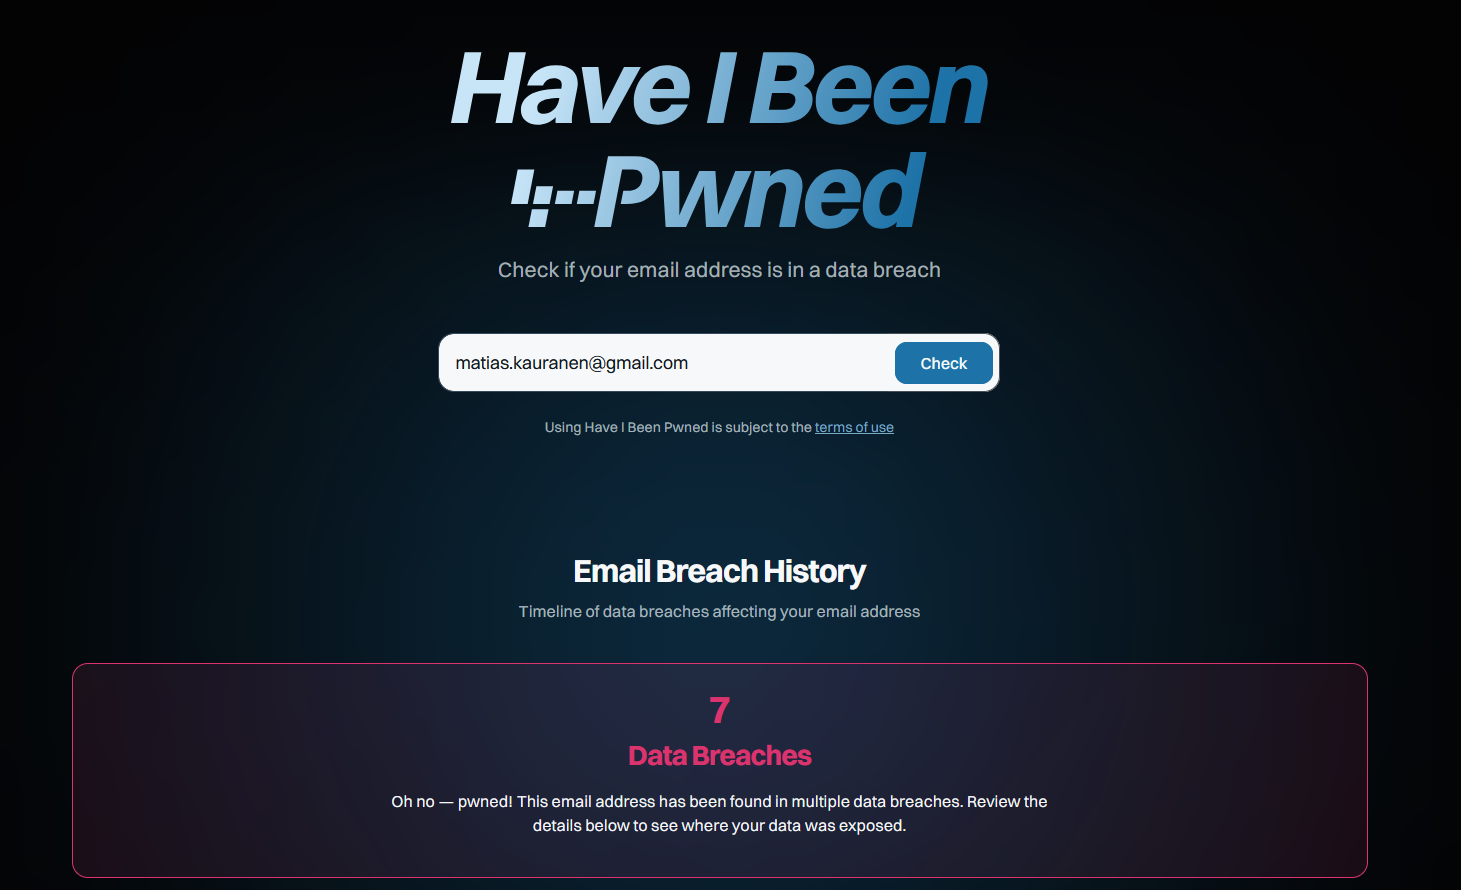 Have I Been
Pwned
Check if your email address is in a data breach
matias.kauranen@gmail.com
Check
Using Have I Been Pwned is subject to the terms of use
Email Breach History
Timeline of data breaches affecting your email address
7
Data Breaches
Oh no — pwned! This email address has been found in multiple data breaches. Review the
details below to see where your data was exposed.